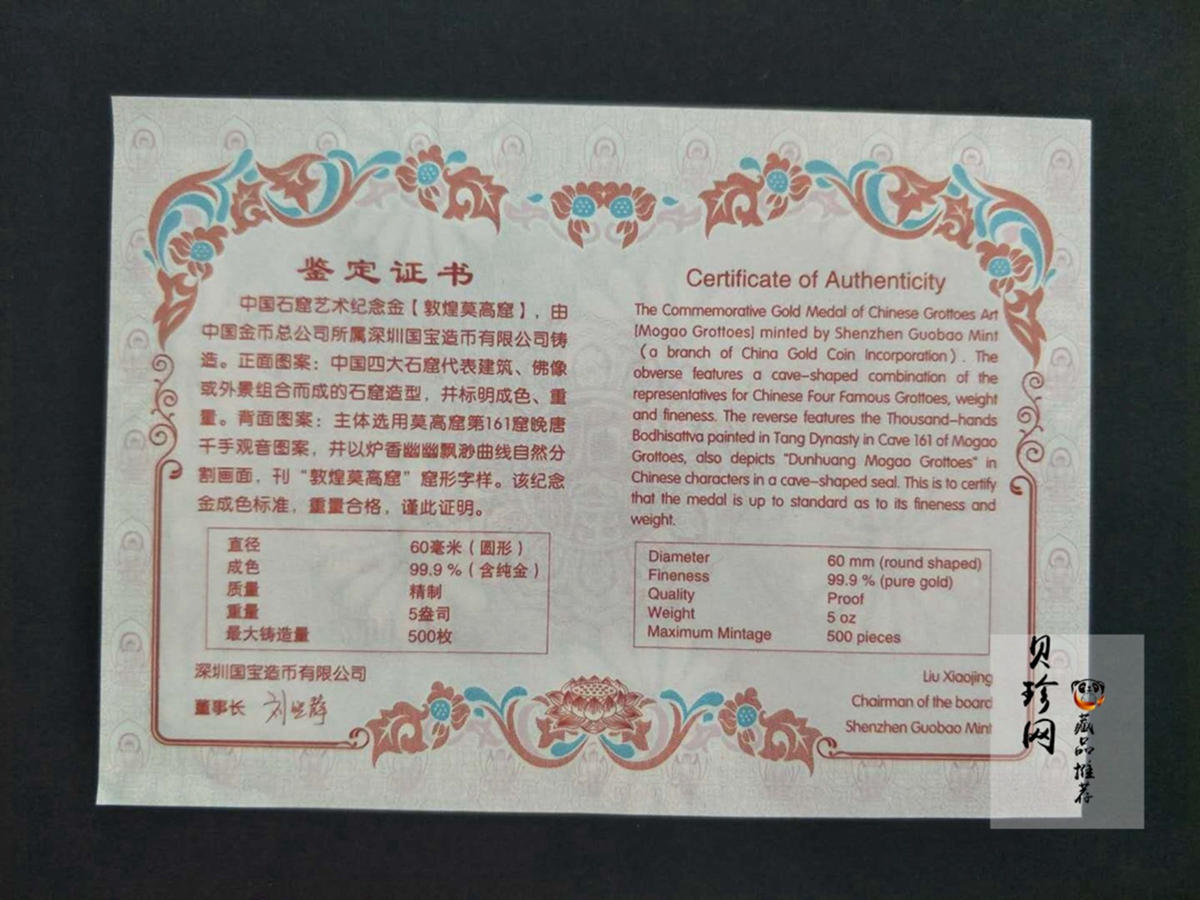 鉴定证书
中国石窟艺术纪念金【敦煌莫高窟】，由
中国金币总公司所属深圳国宝造币有限公司铸
造。正面图案：中国四大石窟代表建筑、佛像
或外景组合而成的石窟造型，并标明成色、重
量。背面图案：主体选用莫高窟第161窟晚唐
千手观音图案，并以炉香幽幽飘渺曲线自然分
割画面，刊“敦煌莫高窟”窟形字样。该纪念
金成色标准，重量合格，谨此证明。
直径 60毫米（圆形）
成色 99.9％（含纯金）
质量 精制
重量 5盎司
最大铸造量 500枚
深圳国宝造币有限公司
董事长 刘晓静
Certificate of Authenticity
The Commemorative Gold Medal of Chinese Grottoes Art
[Mogao Grottoes] minted by Shenzhen Guobao Mint
（a branch of China Gold Coin Incorporation）. The
obverse features a cave-shaped combination of the
representatives for Chinese Four Famous Grottoes, weight
and fineness. The reverse features the Thousand-hands
Bodhisattva painted in Tang Dynasty in Cave 161 of Mogao
Grottoes, also depicts "Dunhuang Mogao Grottoes" in
Chinese characters in a cave-shaped seal. This is to certify
that the medal is up to standard as to its fineness and
weight.
Diameter 60 mm (round shaped)
Fineness 99.9 % (pure gold)
Quality Proof
Weight 5 oz
Maximum Mintage 500 pieces
Liu Xiaojing
Chairman of the board
Shenzhen Guobao Mint
贝珍网
藏品推荐